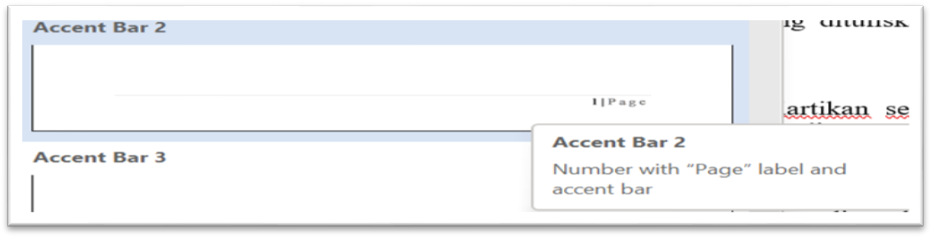 Accent Bar 2
1|Page
artikan se
Accent Bar 2
Number with “Page” label and
accent bar
Accent Bar 3